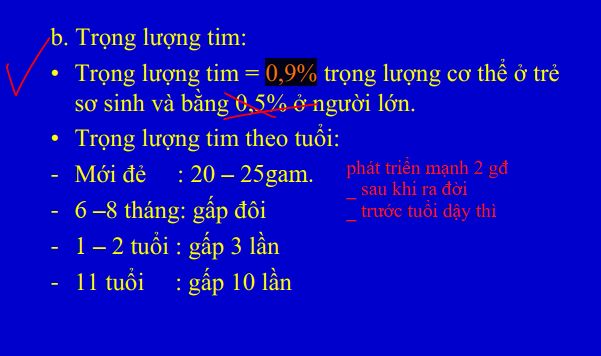 b. Trọng lượng tim:
• Trọng lượng tim = 0,9% trọng lượng cơ thể ở trẻ
sơ sinh và bằng 0,5% ở người lớn.
• Trọng lượng tim theo tuổi:
- Mới đẻ : 20 – 25gam.
- 6 –8 tháng: gấp đôi
- 1 – 2 tuổi : gấp 3 lần
- 11 tuổi : gấp 10 lần
phát triển mạnh 2 gđ
_ sau khi ra đời
_ trước tuổi dậy thì